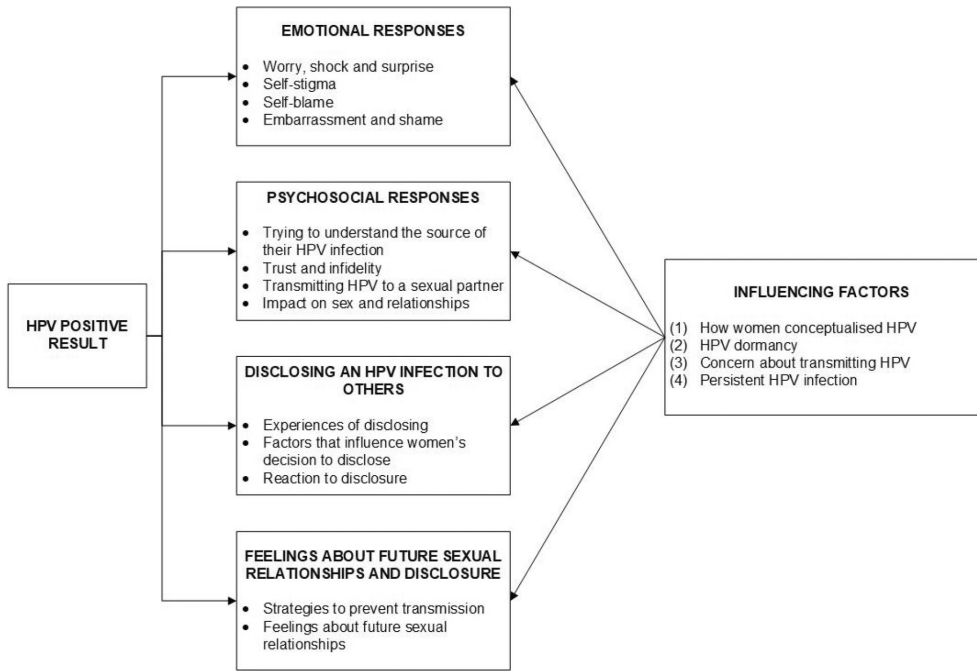 EMOTIONAL RESPONSES
• Worry, shock and surprise
• Self-stigma
• Self-blame
• Embarrassment and shame
PSYCHOSOCIAL RESPONSES
• Trying to understand the source of
their HPV infection
• Trust and infidelity
• Transmitting HPV to a sexual partner
• Impact on sex and relationships
HPV POSITIVE
RESULT
INFLUENCING FACTORS
(1) How women conceptualised HPV
(2) HPV dormancy
(3) Concern about transmitting HPV
(4) Persistent HPV infection
DISCLOSING AN HPV INFECTION TO
OTHERS
• Experiences of disclosing
• Factors that influence women's
decision to disclose
• Reaction to disclosure
FEELINGS ABOUT FUTURE SEXUAL
RELATIONSHIPS AND DISCLOSURE
• Strategies to prevent transmission
• Feelings about future sexual
relationships